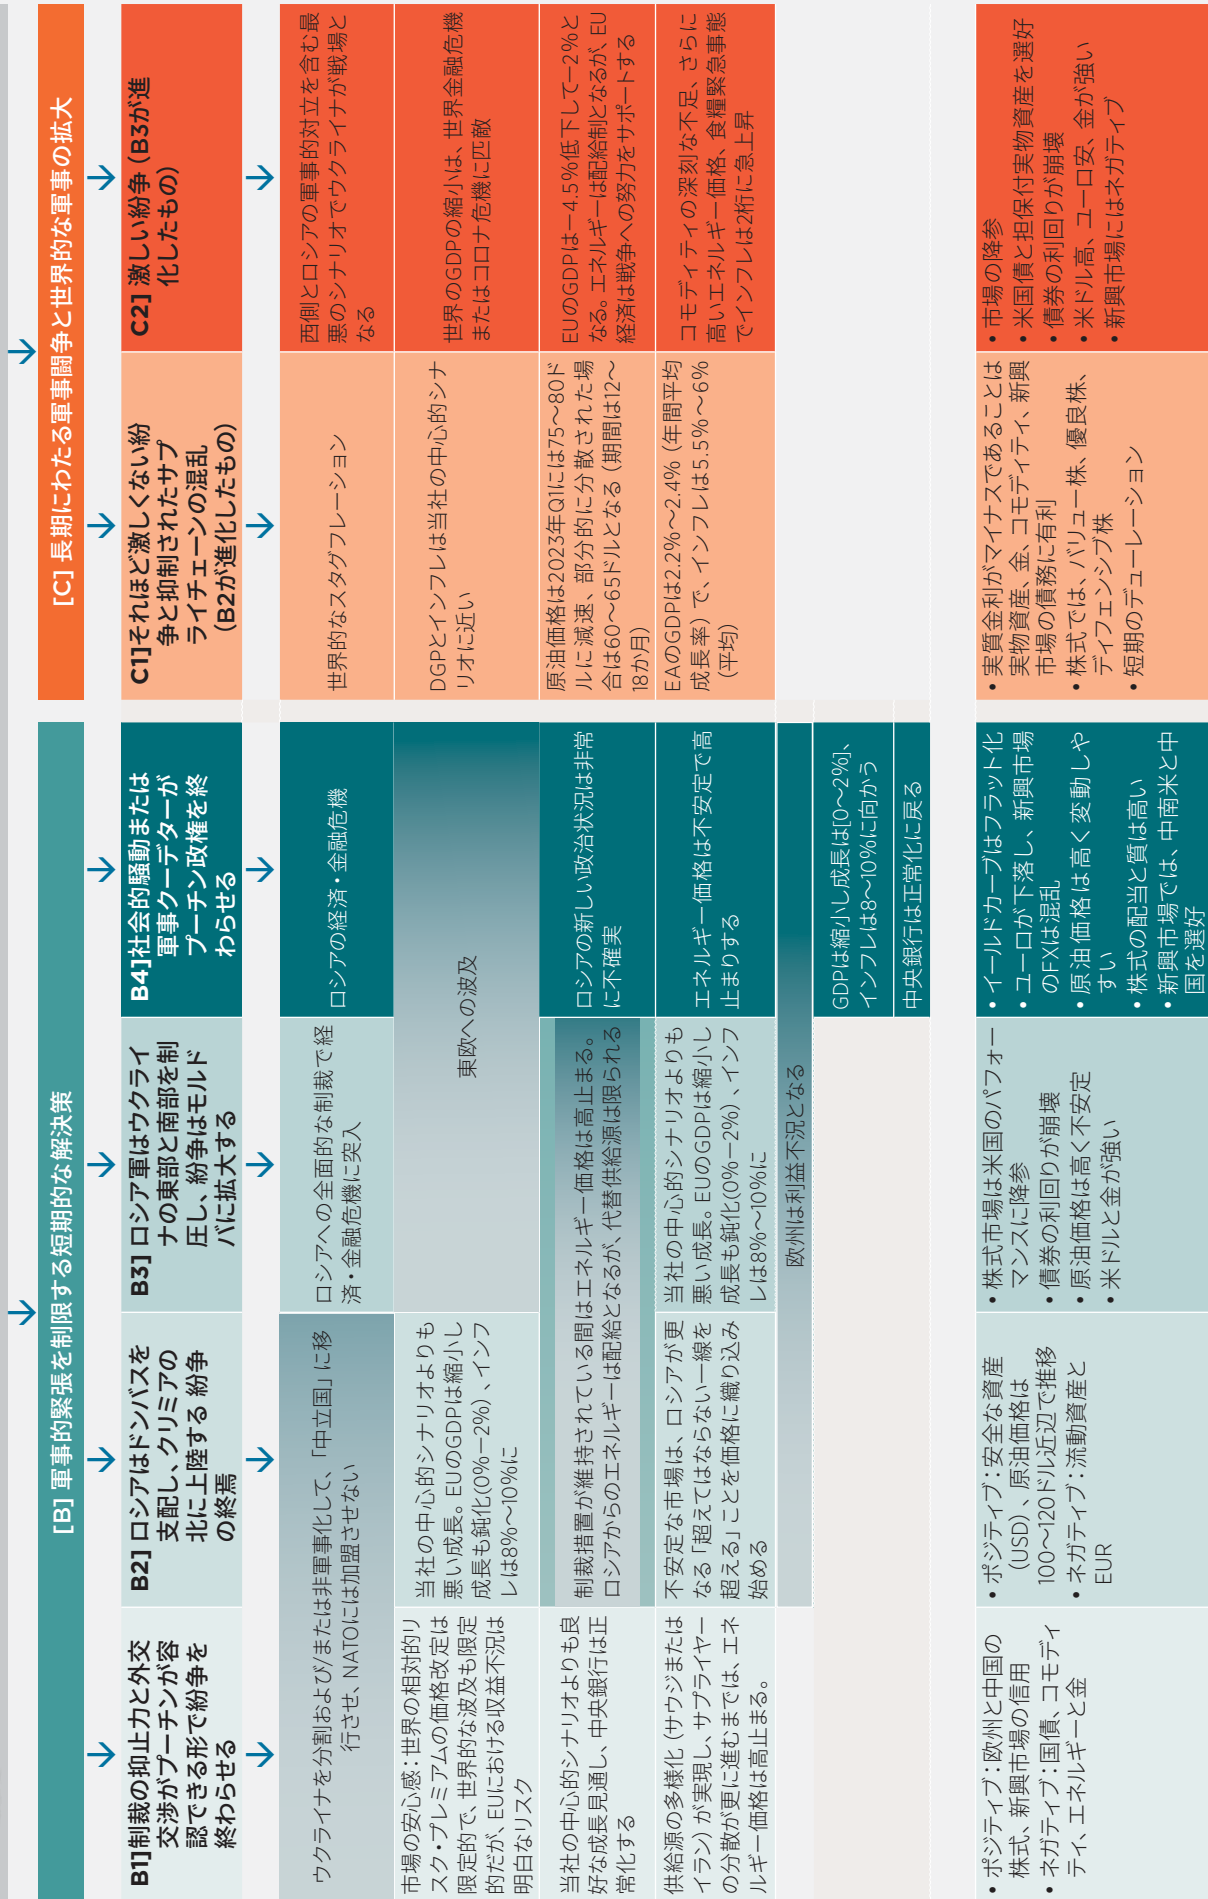 [B] 軍事的緊張を制限する短期的な解決策
[C] 長期にわたる軍事闘争と世界的な軍事の拡大
B1]制裁の抑止力と外交
交渉がプーチンが容
認できる形で紛争を
終わらせる
B2] ロシアはドンバスを
支配し、クリミアの
北に上陸する 紛争
の終焉
B3] ロシア軍はウクライ
ナの東部と南部を制
圧し、紛争はモルド
バに拡大する
B4]社会的騒動または
軍事クーデターが
プーチン政権を終
わらせる
C1]それほど激しくない紛
争と抑制されたサプ
ライチェーンの混乱
(B2が進化したもの)
C2] 激しい紛争 (B3が進
化したもの)
ウクライナを分割および/または非軍事化して、「中立国」に移
行させ、NATOには加盟させない
ロシアへの全面的な制裁で経
済・金融危機に突入
ロシアの経済・金融危機
世界的なスタグフレーション
西側とロシアの軍事的対立を含む最
悪のシナリオでウクライナが戦場と
なる
市場の安心感：世界の相対的リ
スク・プレミアムの価格改定は
限定的で、世界的な波及も限定
的だが、EUにおける収益不況は
明白なリスク
当社の中心的シナリオよりも
悪い成長。EUのGDPは縮小し
成長も鈍化(0%ー2%)、インフ
レは8%〜10%に
東欧への波及
DGPとインフレは当社の中心的シナ
リオに近い
世界のGDPの縮小は、世界金融危機
またはコロナ危機に匹敵
当社の中心的シナリオよりも良
好な成長見通し、中央銀行は正
常化する
制裁措置が維持されている間はエネルギー価格は高止まる。
ロシアからのエネルギーは配給となるが、代替供給源は限られる
ロシアの新しい政治状況は非常
に不確実
原油価格は2023年Q1には75〜80ド
ルに減速、部分的に分散された場
合は60〜65ドルとなる (期間は12〜
18か月)
EUのGDPは−4.5%低下して−2%と
なる。エネルギーは配給制となるが、EU
経済は戦争への努力をサポートする
供給源の多様化 (サウジまたは
イラン) が実現し、サプライヤー
の分散が更に進むまでは、エネ
ルギー価格は高止まる。
不安定な市場は、ロシアが更
なる「超えてはならない一線を
超える」ことを価格に織り込み
始める
当社の中心的シナリオよりも
悪い成長。EUのGDPは縮小し
成長も鈍化(0%ー2%)、インフ
レは8%〜10%に
エネルギー価格は不安定で高
止まりする
EAのGDPは2.2%〜2.4% (年間平均
成長率) で、インフレは5.5%〜6%
(平均)
コモディティの深刻な不足、さらに
高いエネルギー価格、食糧緊急事態
でインフレは2桁に急上昇
欧州は利益不況となる
GDPは縮小し成長は[0〜2%]、
インフレは8〜10%に向かう
中央銀行は正常化に戻る
• ポジティブ：欧州と中国の
株式、新興市場の信用
• ネガティブ：国債、コモディ
ティ、エネルギーと金
• ポジティブ：安全な資産
(USD) 、原油価格は
100〜120ドル近辺で推移
• ネガティブ：流動資産と
EUR
• 株式市場は米国のパフォー
マンスに降参
• 債券の利回りが崩壊
• 原油価格は高く不安定
• 米ドルと金が強い
• イールドカーブはフラット化
• ユーロが下落し、新興市場
のFXは混乱
• 原油価格は高く変動しや
すい
• 株式の配当と質は高い
• 新興市場では、中南米と中
国を選好
• 実質金利がマイナスであることは
実物資産、金、コモディティ、新興
市場の債務に有利
• 株式では、バリュー株、優良株、
ディフェンシブ株
• 短期のデューレーション
• 市場の降参
• 米国債と担保付実物資産を選好
• 債券の利回りが崩壊
• 米ドル高、ユーロ安、金が強い
• 新興市場にはネガティブ